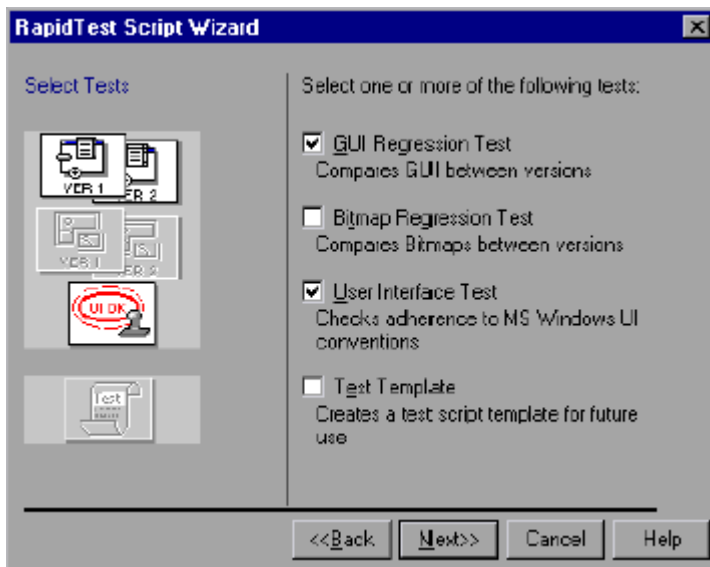 RapidTest Script Wizard
Select Tests
Select one or more of the following tests:
VER 1
VER 2
GUI Regression Test
Compares GUI between versions
VER 1
VER 2
Bitmap Regression Test
Compares Bitmaps between versions
UI OK
User Interface Test
Checks adherence to MS Windows UI
conventions
Test
Test Template
Creates a test script template for future
use
<<Back
Next>>
Cancel
Help